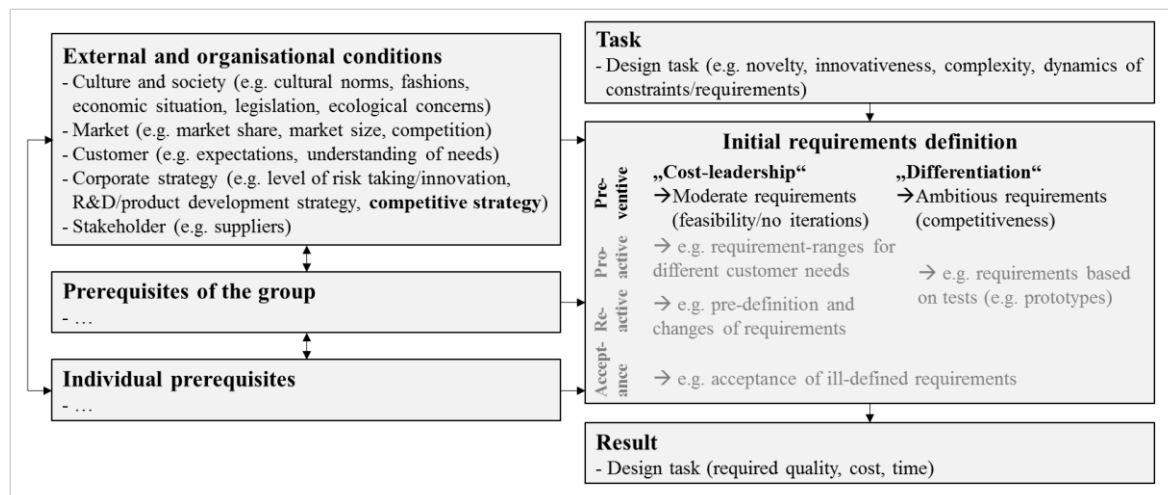 External and organisational conditions
- Culture and society (e.g. cultural norms, fashions,
economic situation, legislation, ecological concerns)
- Market (e.g. market share, market size, competition)
- Customer (e.g. expectations, understanding of needs)
- Corporate strategy (e.g. level of risk taking/innovation,
R&D/product development strategy, competitive strategy)
- Stakeholder (e.g. suppliers)
Prerequisites of the group
- …
Individual prerequisites
- …
Task
- Design task (e.g. novelty, innovativeness, complexity, dynamics of
constraints/requirements)
Initial requirements definition
Pre-
ventive
„Cost-leadership“
→Moderate requirements
(feasibility/no iterations)
„Differentiation“
→Ambitious requirements
(competitiveness)
Pro-
active
→ e.g. requirement-ranges for
different customer needs
→ e.g. requirements based
on tests (e.g. prototypes)
Re-
active
→ e.g. pre-definition and
changes of requirements
Accept-
ance
→ e.g. acceptance of ill-defined requirements
Result
- Design task (required quality, cost, time)